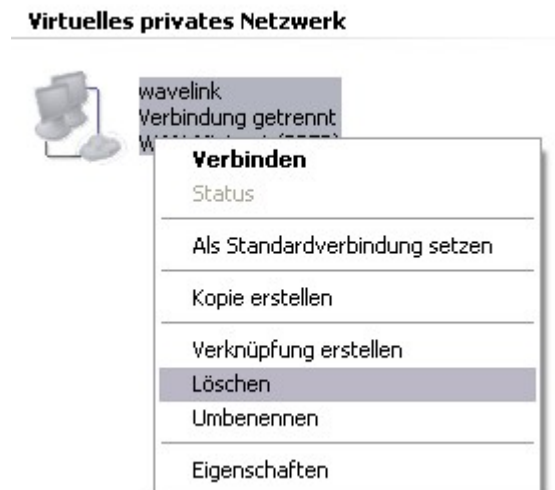 Virtuelles privates Netzwerk
wavelink
Verbindung getrennt
Verbinden
Status
Als Standardverbindung setzen
Kopie erstellen
Verknüpfung erstellen
Löschen
Umbenennen
Eigenschaften